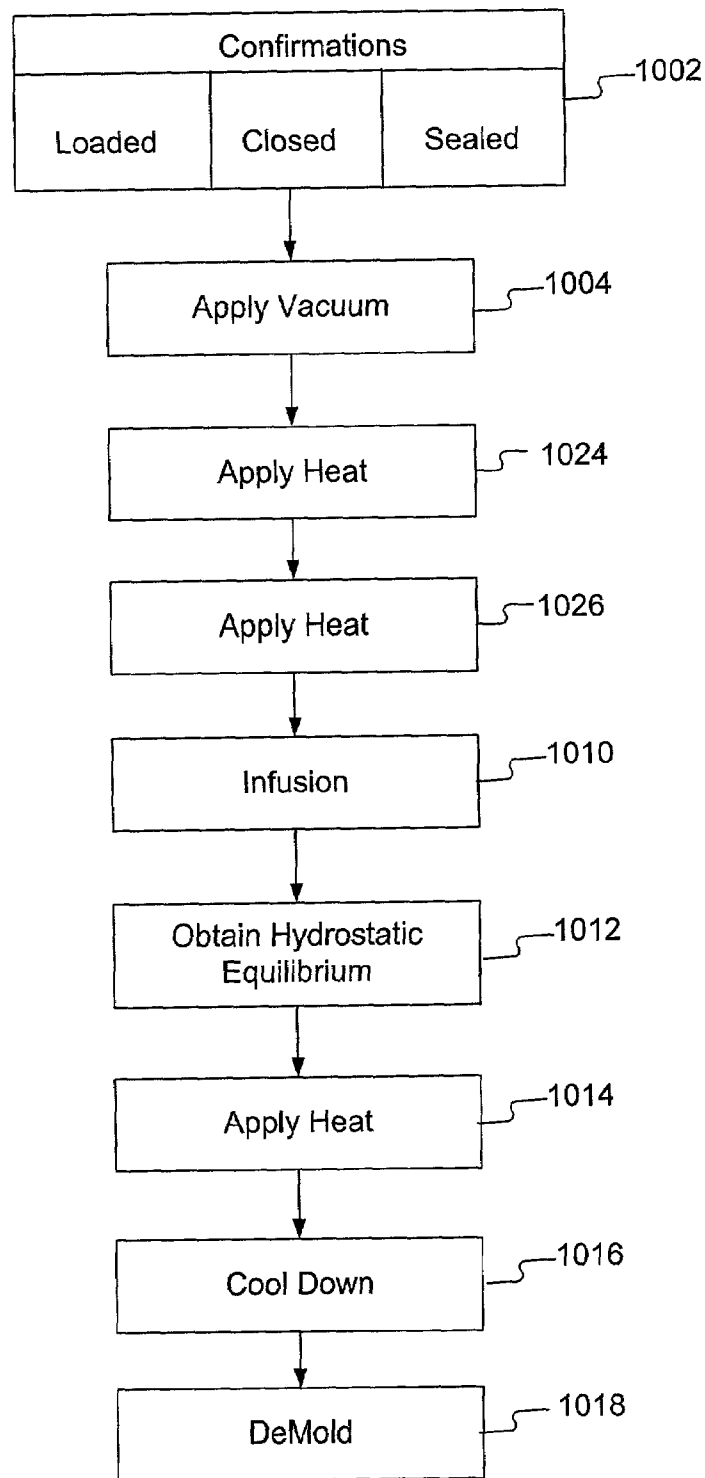 Confirmations
1002
Loaded Closed Sealed
1004
Apply Vacuum
1024
Apply Heat
1026
Apply Heat
1010
Infusion
Obtain Hydrostatic
Equilibrium
1012
1014
Apply Heat
1016
Cool Down
1018
DeMold